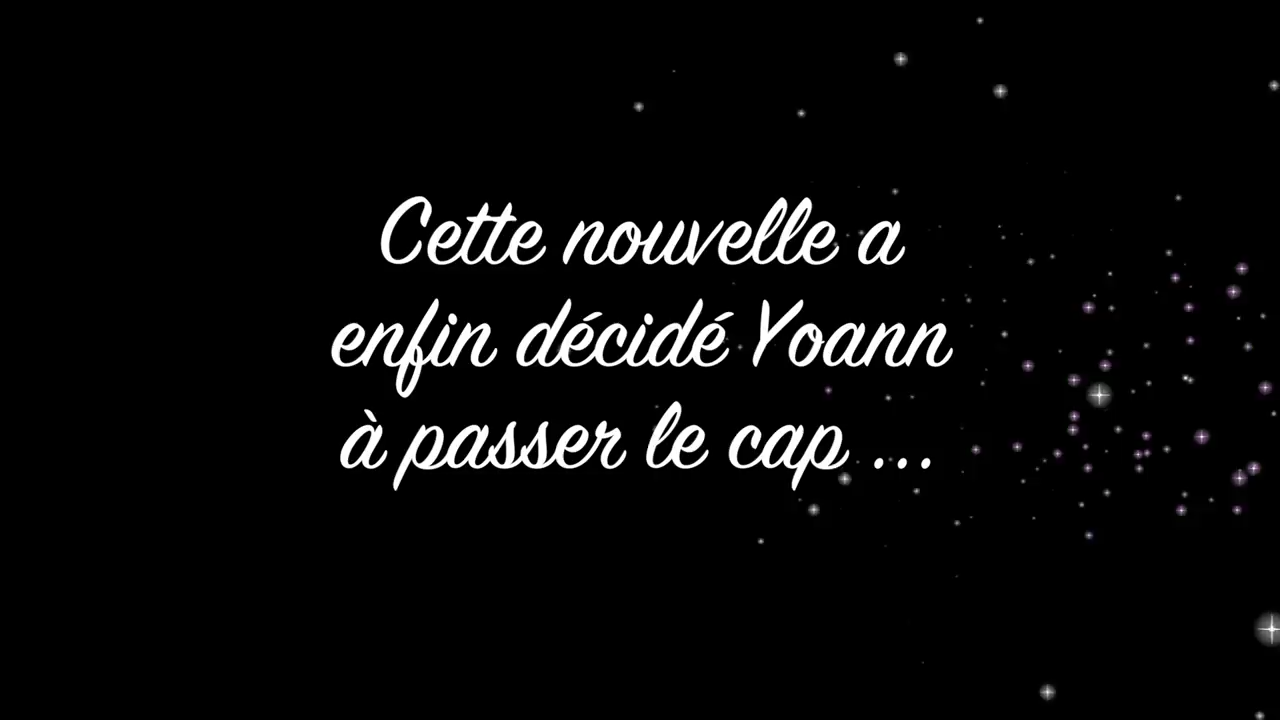 Cette nouvelle a
enfin décidé Yoann
à passer le cap ...